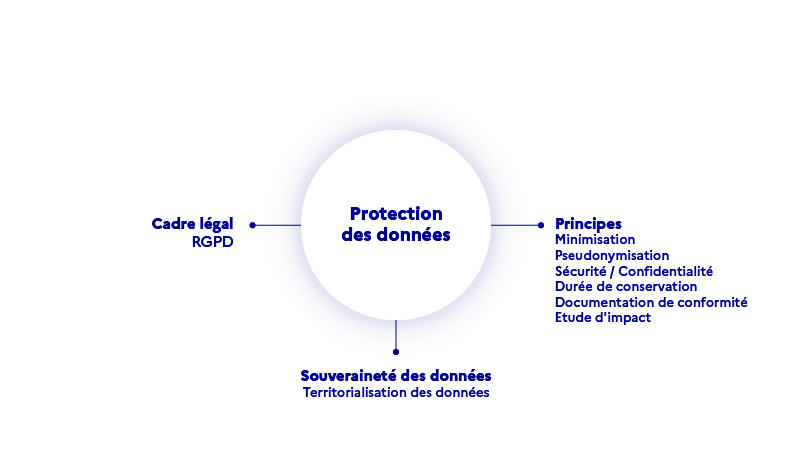 Protection
des données
Cadre légal
RGPD
Principes
Minimisation
Pseudonymisation
Sécurité / Confidentialité
Durée de conservation
Documentation de conformité
Etude d'impact
Souveraineté des données
Territorialisation des données